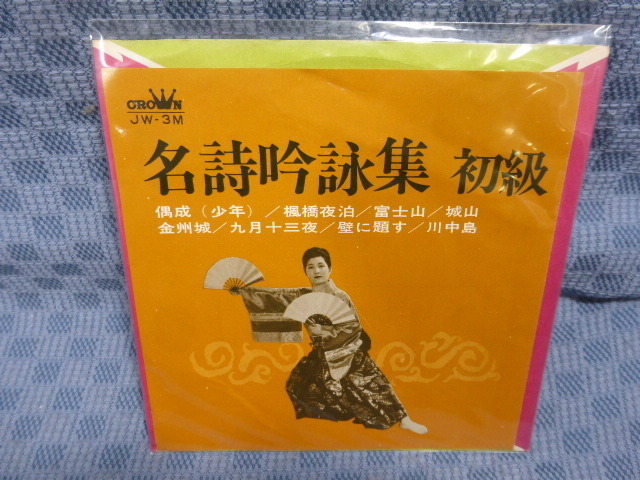 CROWN
JW-3M
名詩吟詠集 初級
偶成（少年）／楓橋夜泊／富士山／城山
金州城／九月十三夜／壁に題す／川中島